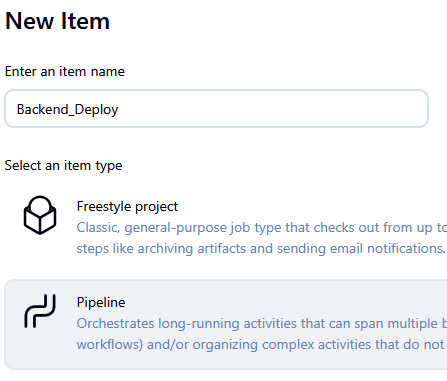 New Item
Enter an item name
Backend_Deploy
Select an item type
Freestyle project
Classic, general-purpose job type that checks out from up to
steps like archiving artifacts and sending email notifications.
Pipeline
Orchestrates long-running activities that can span multiple b
workflows) and/or organizing complex activities that do not